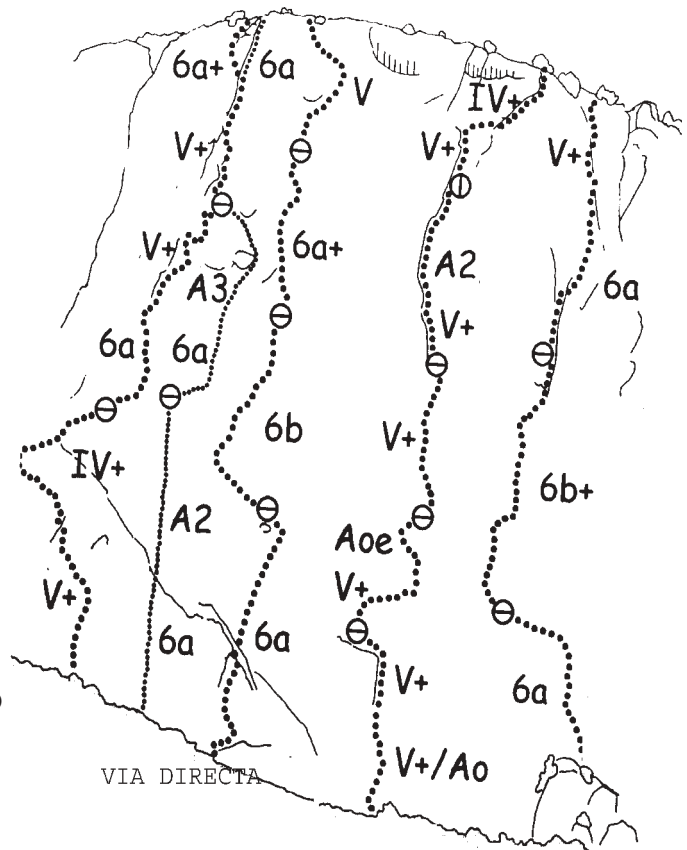 6a+ 6a V IV+
V+ V+ V+
V+ 6a+ A2 6a
A3 V+
6a 6a
6b V+
IV+ 6b+
A2 Aoe
V+ V+
6a 6a V+ 6a
V+/Ao
VIA DIRECTA